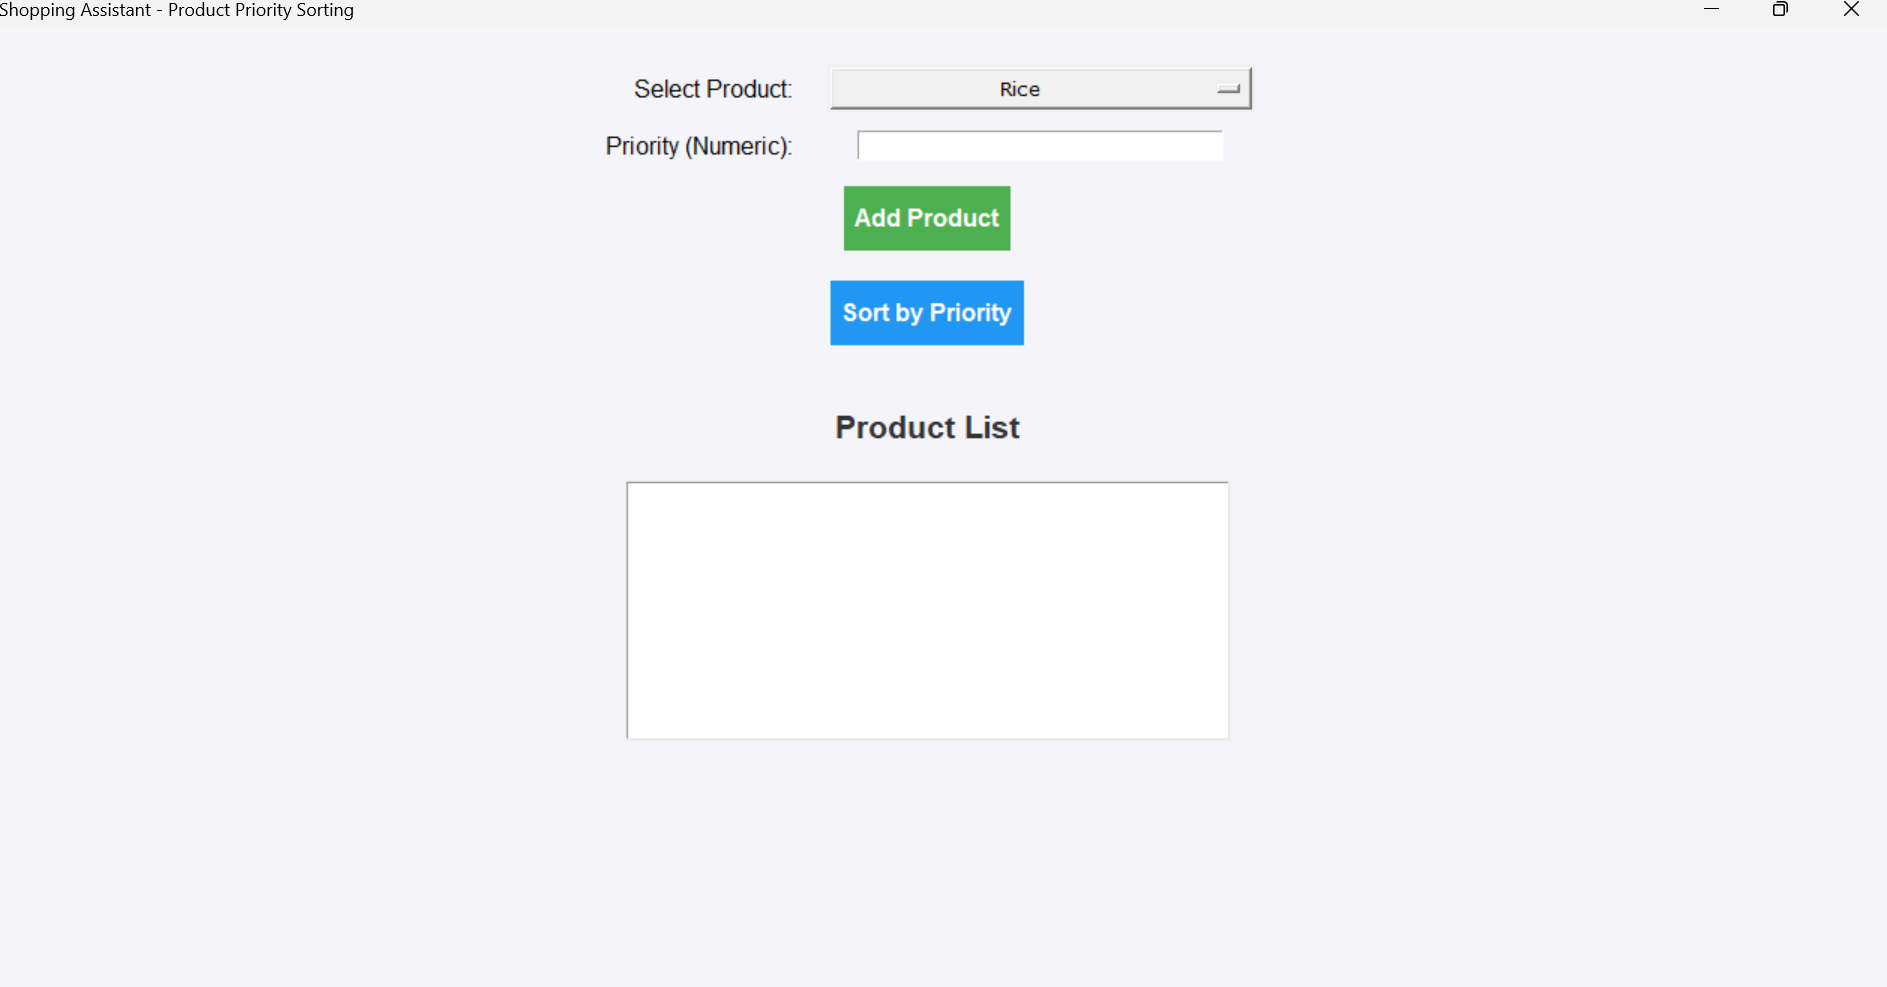 Shopping Assistant - Product Priority Sorting
Select Product: Rice
Priority (Numeric):
Add Product
Sort by Priority
Product List